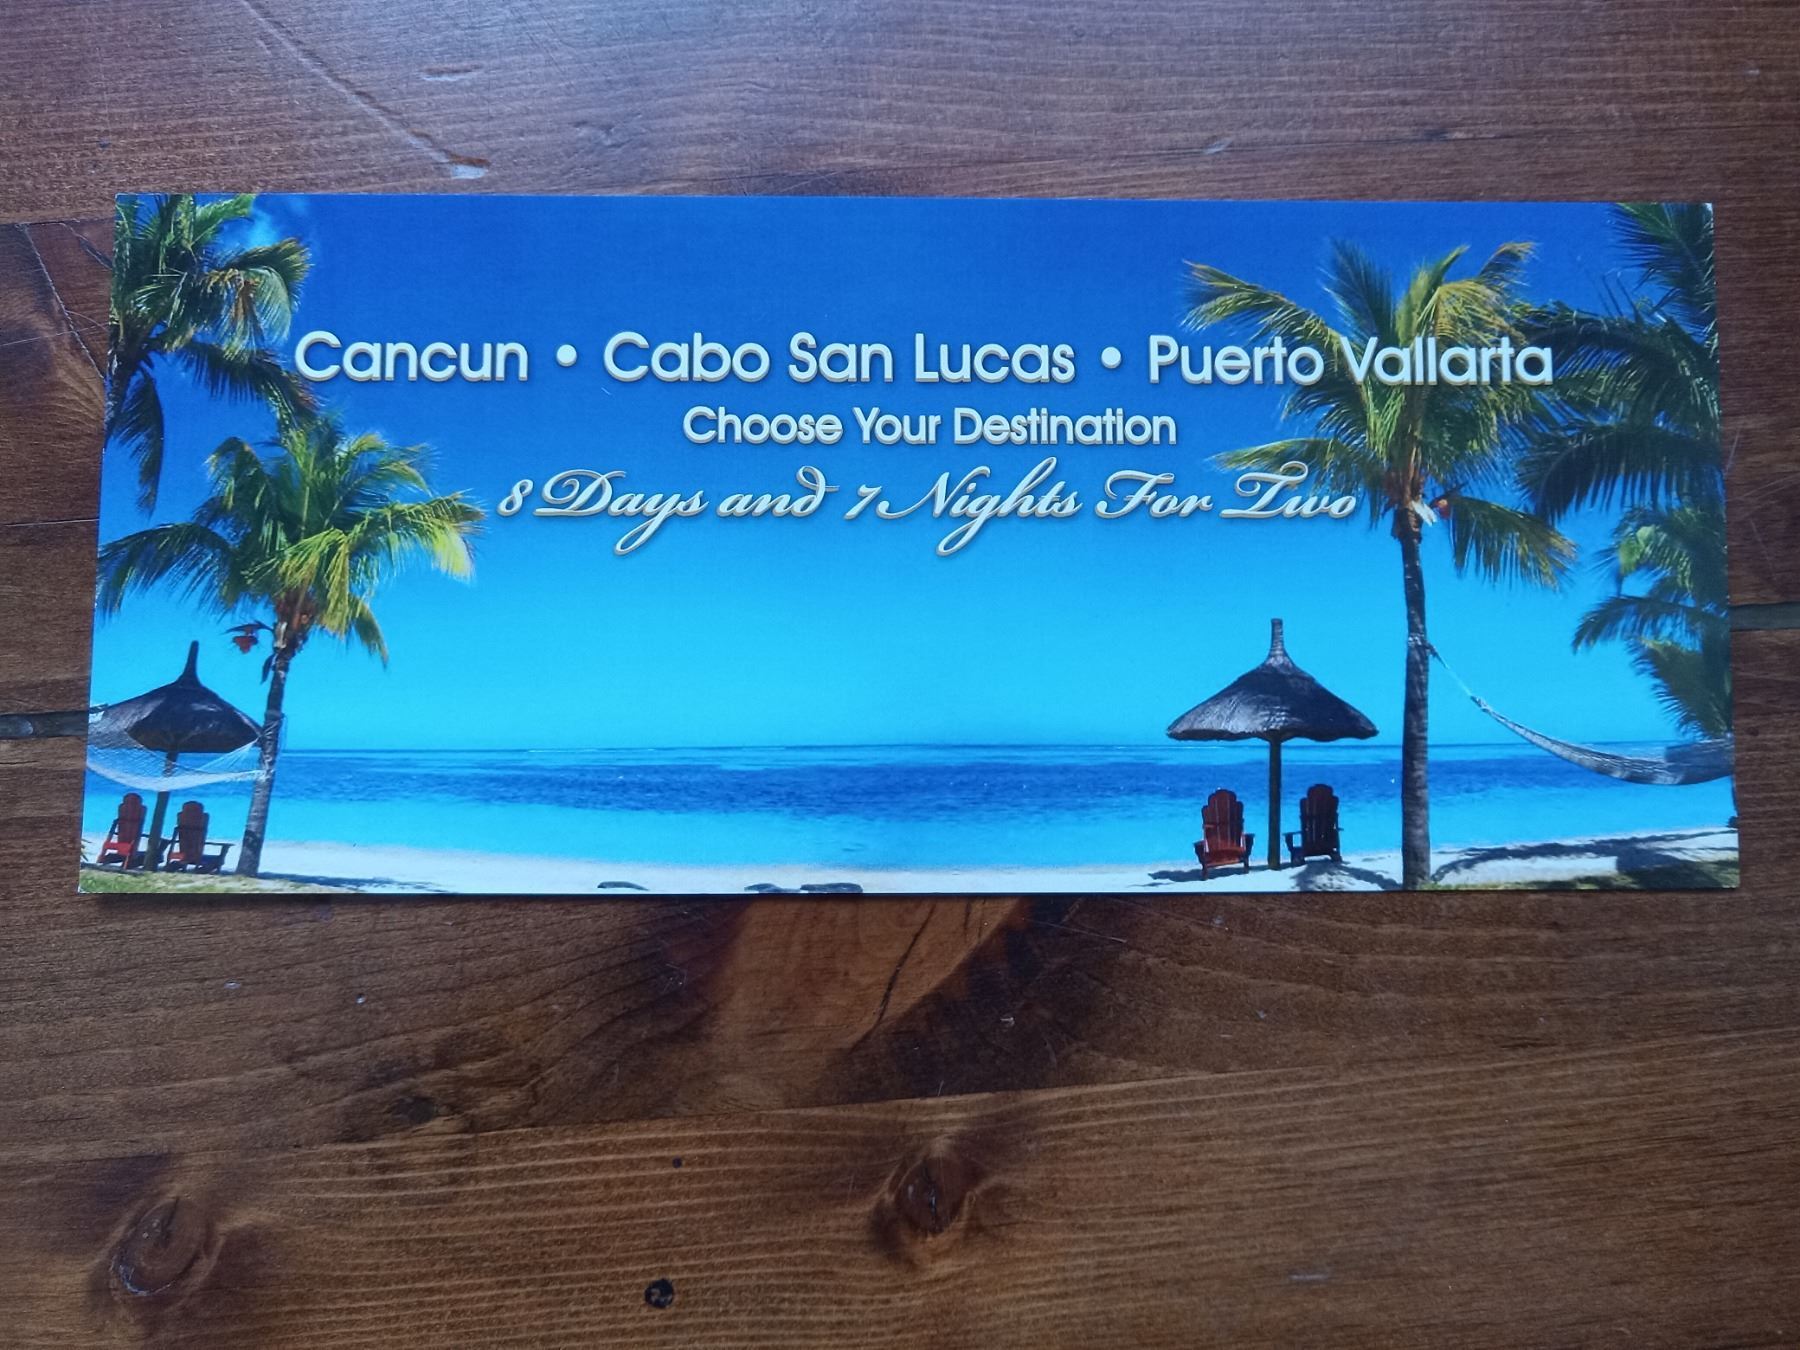 Cancun • Cabo San Lucas • Puerto Vallarta
Choose Your Destination
8 Days and 7 Nights For Two